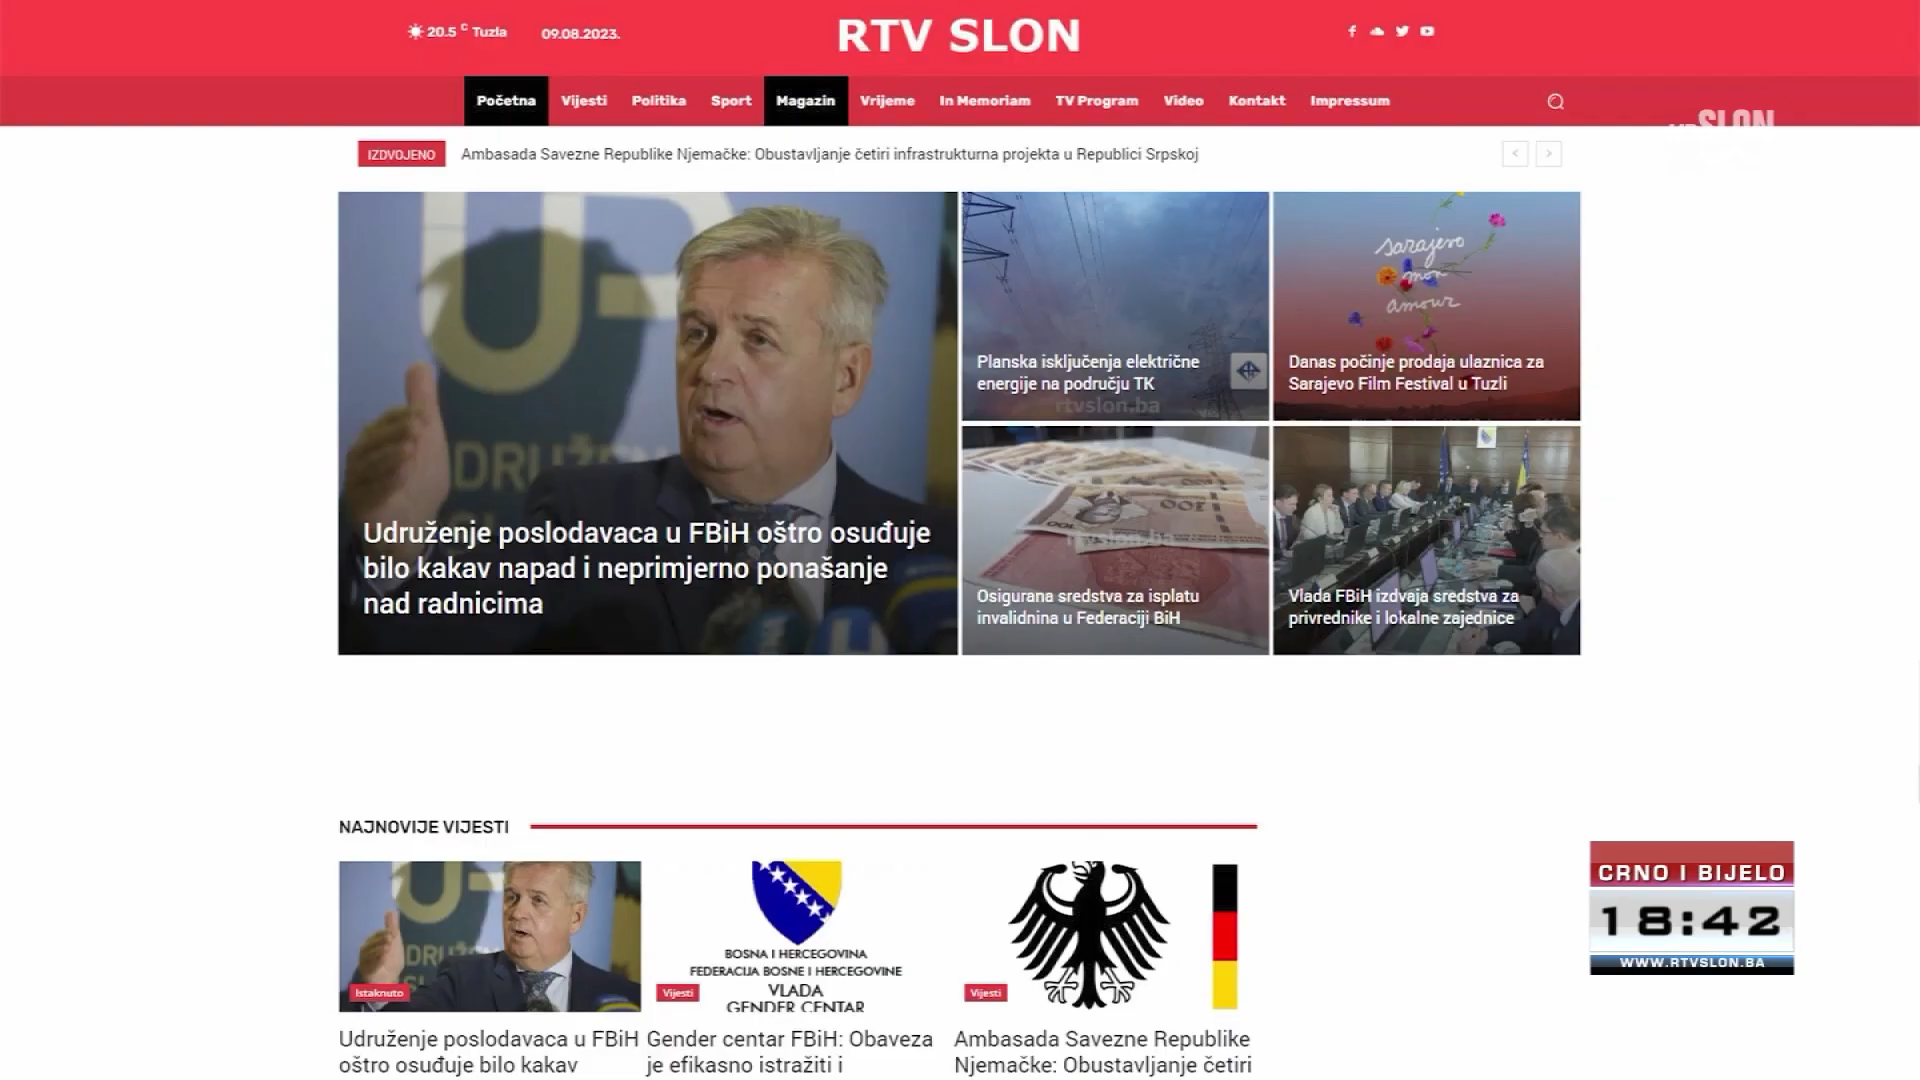 20.5 C Tuzla
09.08.2023.
RTV SLON
Početna Vijesti Politika Sport Magazin Vrijeme In Memoriam TV Program Video Kontakt Impressum
SLON
IZDVOJENO
Ambasada Savezne Republike Njemačke: Obustavljanje četiri infrastrukturna projekta u Republici Srpskoj
Udruženje poslodavaca u FBiH oštro osuđuje
bilo kakav napad i neprimjerno ponašanje
nad radnicima
Planska isključenja električne
energije na području TK
rtvslon.ba
sarajevo
mon
amour
Danas počinje prodaja ulaznica za
Sarajevo Film Festival u Tuzli
100
Osigurana sredstva za isplatu
invalidnina u Federaciji BiH
Vlada FBiH izdvaja sredstva za
privrednike i lokalne zajednice
NAJNOVIJE VIJESTI
Istaknuto
Udruženje poslodavaca u FBiH
oštro osuđuje bilo kakav
BOSNA I HERCEGOVINA
FEDERACIJA BOSNE I HERCEGOVINE
VLADA
GENDER CENTAR
Vijesti
Gender centar FBiH: Obaveza
je efikasno istražiti i
Vijesti
Ambasada Savezne Republike
Njemačke: Obustavljanje četiri
CRNO I BIJELO
18:42
WWW.RTVSLON.BA